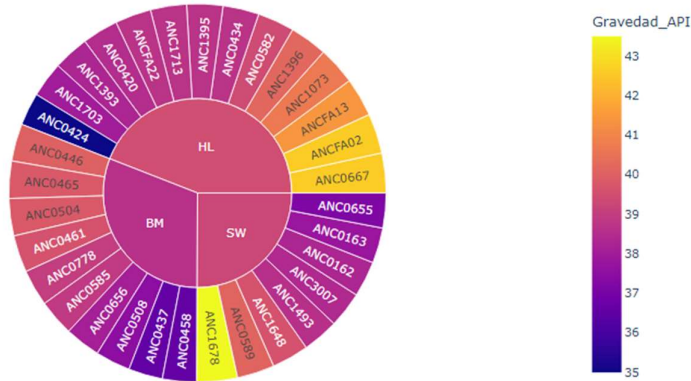 Gravedad_API
43
42
41
40
39
38
37
36
35
HL
BM
SW
ANC0667
ANCFA02
ANCFA13
ANC1073
ANC1396
ANC0582
ANC0434
ANC1395
ANC1713
ANCFA22
ANC0420
ANC1393
ANC1703
ANC0424
ANC0446
ANC0465
ANC0504
ANC0461
ANC0778
ANC0585
ANC0656
ANC0508
ANC0437
ANC0458
ANC1678
ANC0589
ANC1648
ANC1493
ANC3007
ANC0162
ANC0163
ANC0655